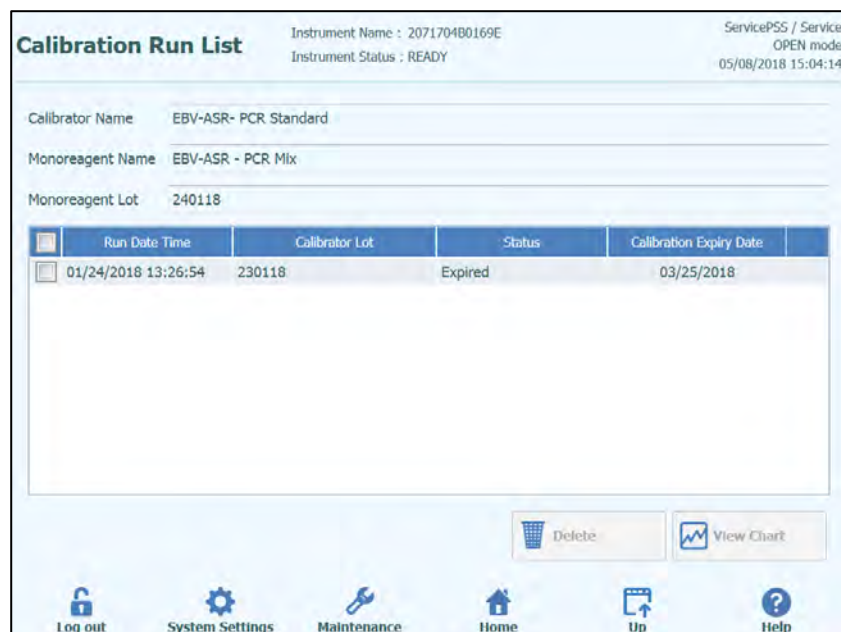 Calibration Run List
Instrument Name : 2071704B0169E
Instrument Status : READY
ServicePSS / Service
OPEN mode
05/08/2018 15:04:14
Calibrator Name EBV-ASR- PCR Standard
Monoreagent Name EBV-ASR - PCR Mix
Monoreagent Lot 240118
Run Date Time Calibrator Lot Status Calibration Expiry Date
01/24/2018 13:26:54 230118 Expired 03/25/2018
Delete View Chart
Log out System Settings Maintenance Home Up Help